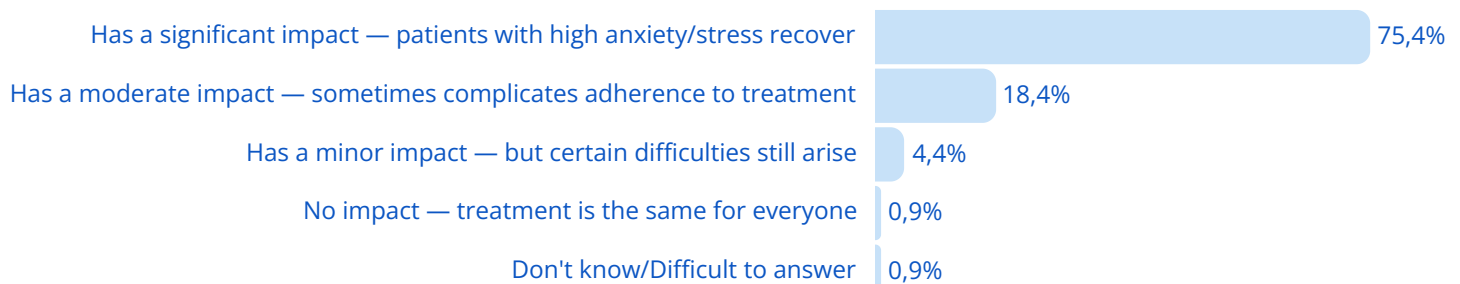 Has a significant impact — patients with high anxiety/stress recover 75,4%
Has a moderate impact — sometimes complicates adherence to treatment 18,4%
Has a minor impact — but certain difficulties still arise 4,4%
No impact — treatment is the same for everyone 0,9%
Don't know/Difficult to answer 0,9%